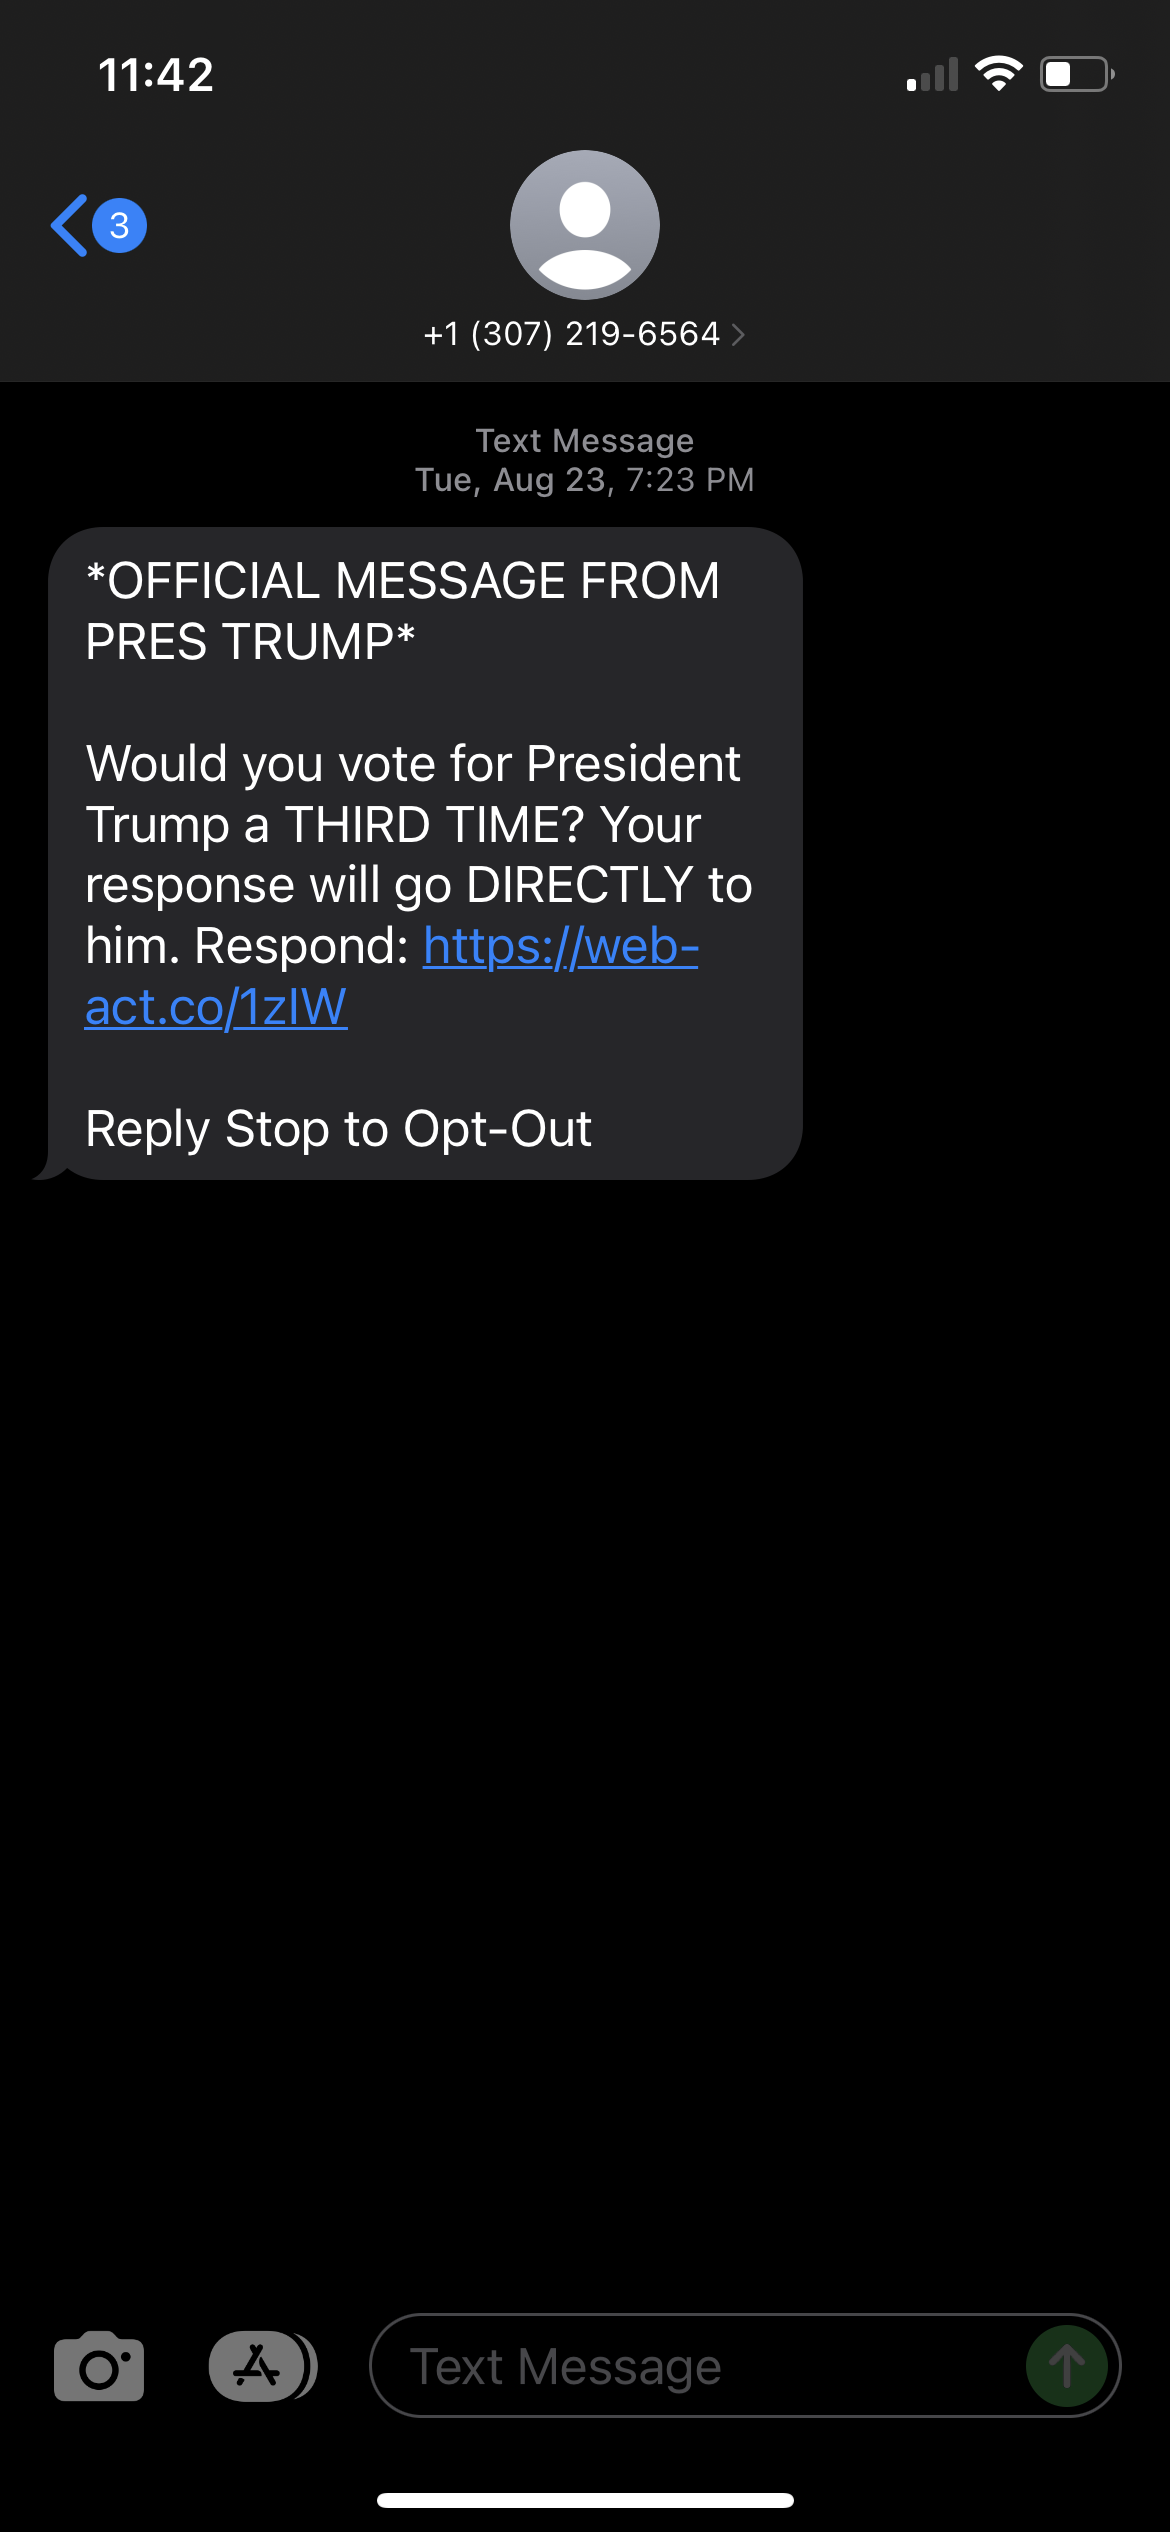 11:42
3
+1 (307) 219-6564
Text Message
Tue, Aug 23, 7:23 PM
*OFFICIAL MESSAGE FROM
PRES TRUMP*
Would you vote for President
Trump a THIRD TIME? Your
response will go DIRECTLY to
him. Respond: https://web-
act.co/1zIW
Reply Stop to Opt-Out
Text Message